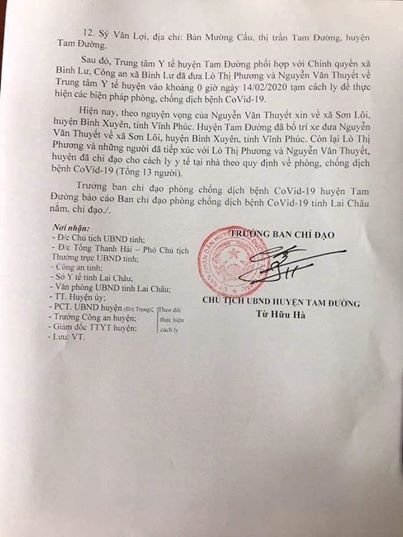 12. Sý Văn Lợi, địa chỉ: Bản Mường Cấu, thị trấn Tam Đường, huyện
Tam Đường,
Sau đó, Trung tâm Y tế huyện Tam Đường phối hợp với Chính quyền xã
Bình Lư, Công an xã Bình Lư đã đưa Lò Thị Phương và Nguyễn Văn Thuyết về
Trung tâm Y tế huyện vào khoảng 0 giờ ngày 14/02/2020 tạm cách ly để thực
hiện các biện pháp phòng, chống dịch bệnh CoVid-19.
Hiện nay, theo nguyện vọng của Nguyễn Văn Thuyết xin về xã Sơn Lôi,
huyện Bình Xuyên, tỉnh Vĩnh Phúc. Huyện Tam Đường đã bố trí xe đưa Nguyễn
Văn Thuyết về xã Sơn Lôi, huyện Bình Xuyên, tỉnh Vĩnh Phúc. Còn lại Lò Thị
Phương và những người đã tiếp xúc với Lò Thị Phương và Nguyễn Văn Thuyết,
huyện đã chỉ đạo cho cách ly y tế tại nhà theo quy định về phòng, chống dịch
bệnh CoVid-19 (Tổng 13 người).
Trưởng ban chỉ đạo phòng chống dịch bệnh CoVid-19 huyện Tam
Đường báo cáo Ban chỉ đạo phòng chống dịch bệnh CoVid-19 tỉnh Lai Châu
nắm, chỉ đạo./.
Nơi nhận:
- Đ/c Chủ tịch UBND tỉnh;
- Đ/c Tống Thanh Hải – Phó Chủ tịch
Thường trực UBND tỉnh;
- Công an tỉnh;
- Sở Y tế tỉnh Lai Châu;
- Văn phòng UBND tỉnh Lai Châu;
- TT. Huyện ủy;
- PCT. UBND huyện (Đ/c Trong);
- Trưởng Công an huyện;
- Giám đốc TTYT huyện;
Theo dõi
thực hiện
cách ly
- Lưu: VT.
TRƯỞNG BAN CHỈ ĐẠO
CHỦ TỊCH UBND HUYỆN TAM ĐƯỜNG
Từ Hữu Hà